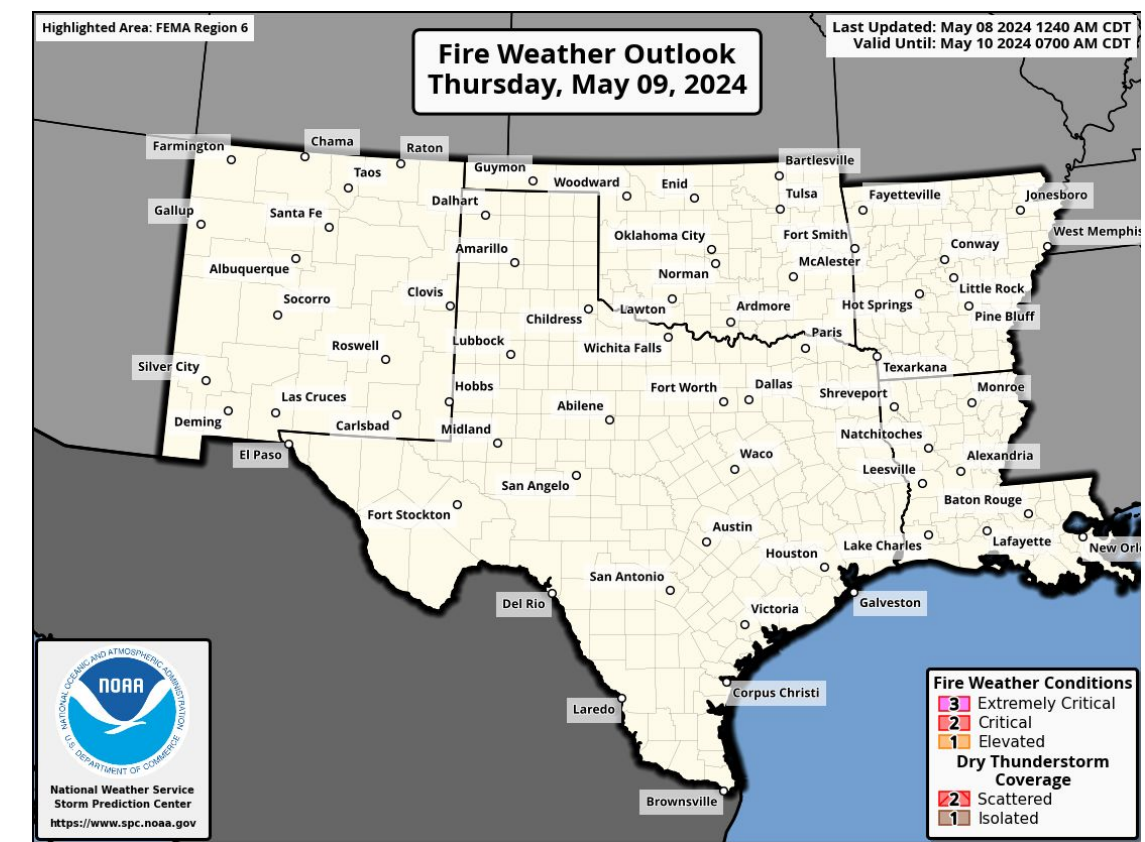 Highlighted Area: FEMA Region 6
Fire Weather Outlook
Thursday, May 09, 2024
Last Updated: May 08 2024 1240 AM CDT
Valid Until: May 10 2024 0700 AM CDT
Farmington
Chama
Raton
Taos
Guymon
Woodward
Enid
Bartlesville
Tulsa
Fayetteville
Jonesboro
Gallup
Santa Fe
Dalhart
Oklahoma City
Fort Smith
West Memphis
Amarillo
Conway
Albuquerque
Norman
McAlester
Little Rock
Socorro
Clovis
Childress
Lawton
Ardmore
Hot Springs
Pine Bluff
Roswell
Lubbock
Wichita Falls
Paris
Texarkana
Silver City
Hobbs
Fort Worth
Dallas
Shreveport
Monroe
Las Cruces
Abilene
Deming
Carlsbad
Midland
Natchitoches
El Paso
Waco
Leesville
Alexandria
San Angelo
Baton Rouge
Fort Stockton
Austin
Houston
Lake Charles
Lafayette
New Orl
San Antonio
Del Rio
Victoria
Galveston
Corpus Christi
Laredo
Brownsville
NATIONAL OCEANIC AND ATMOSPHERIC ADMINISTRATION
NOAA
U.S. DEPARTMENT OF COMMERCE
National Weather Service
Storm Prediction Center
https://www.spc.noaa.gov
Fire Weather Conditions
3 Extremely Critical
2 Critical
1 Elevated
Dry Thunderstorm
Coverage
2 Scattered
1 Isolated